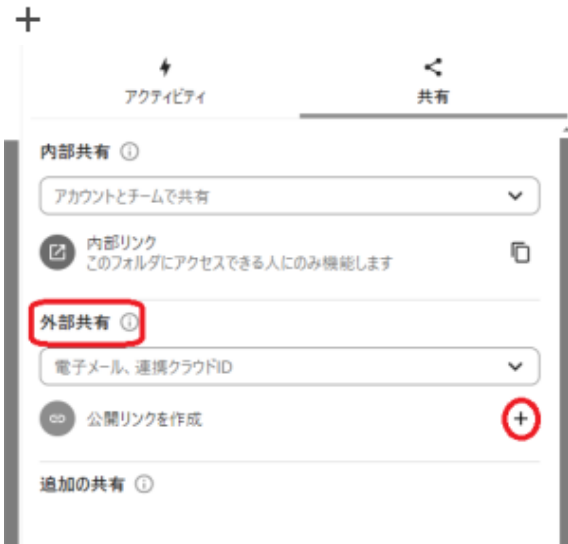 +
アクティビティ
共有
内部共有
アカウントとチームで共有
内部リンク
このフォルダにアクセスできる人にのみ機能します
外部共有
電子メール、連携クラウドID
公開リンクを作成
+
追加の共有